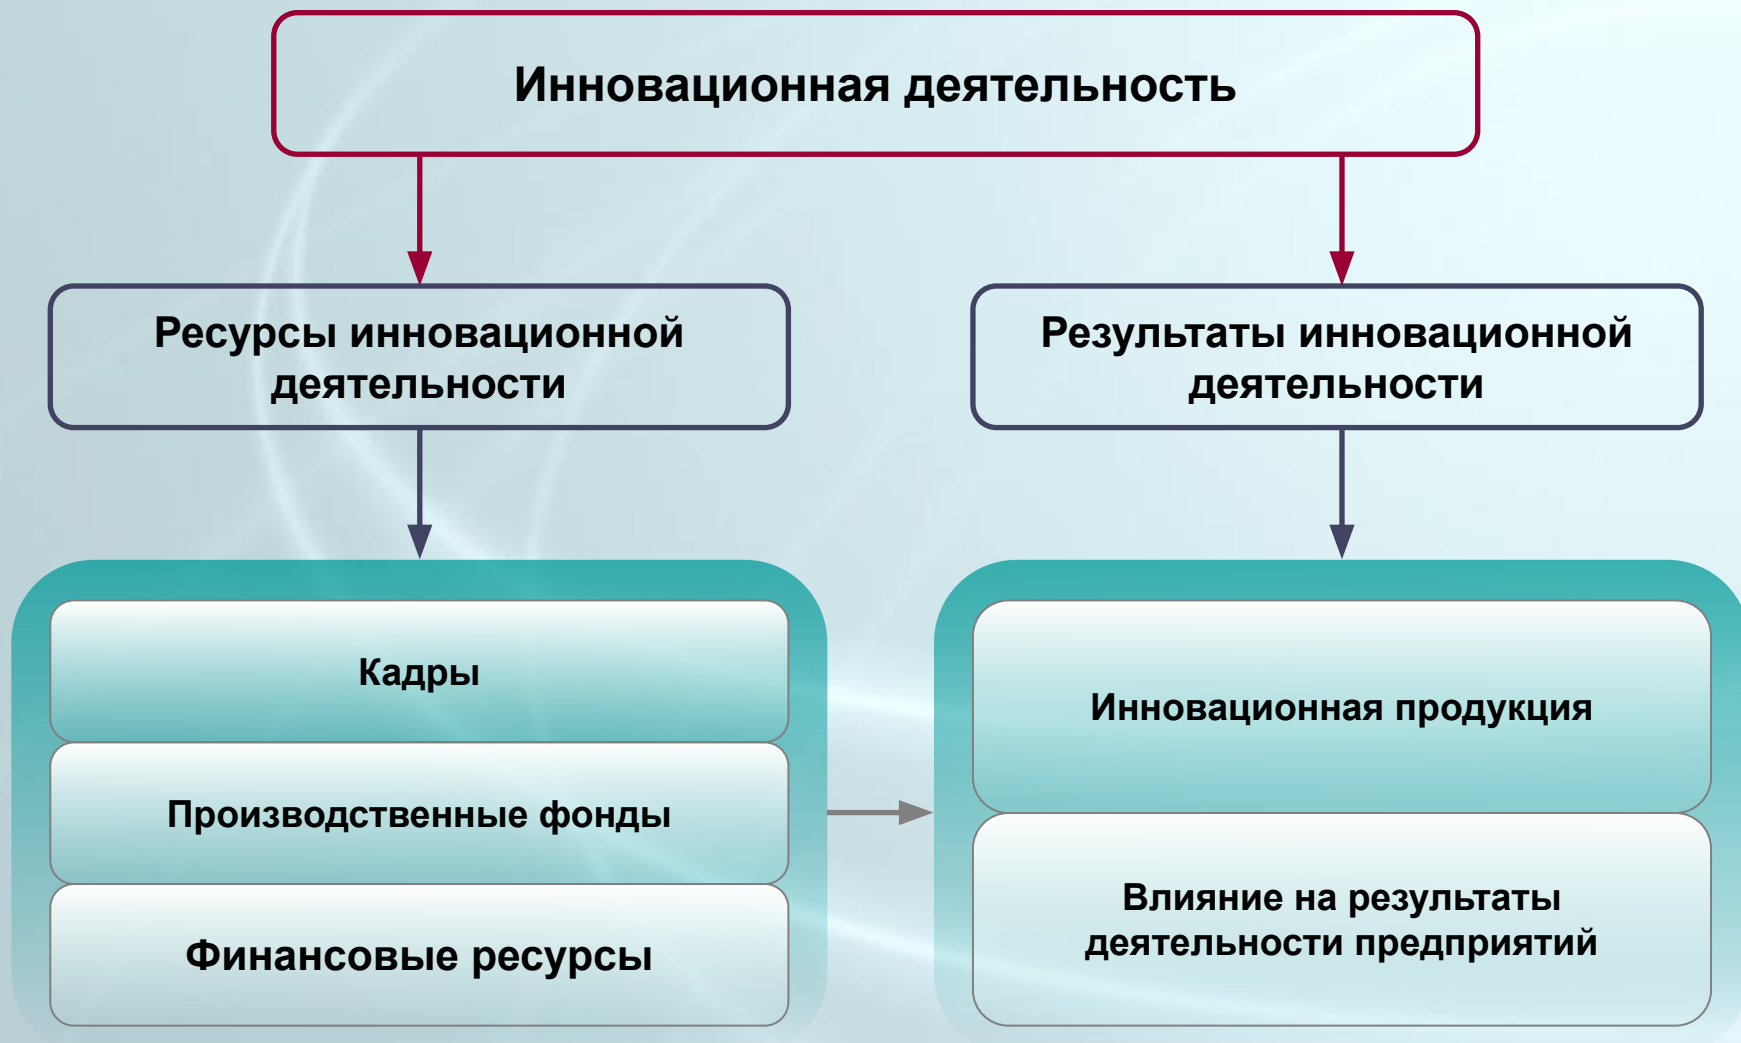 Инновационная деятельность
Ресурсы инновационной
деятельности
Результаты инновационной
деятельности
Кадры
Производственные фонды
Финансовые ресурсы
Инновационная продукция
Влияние на результаты
деятельности предприятий